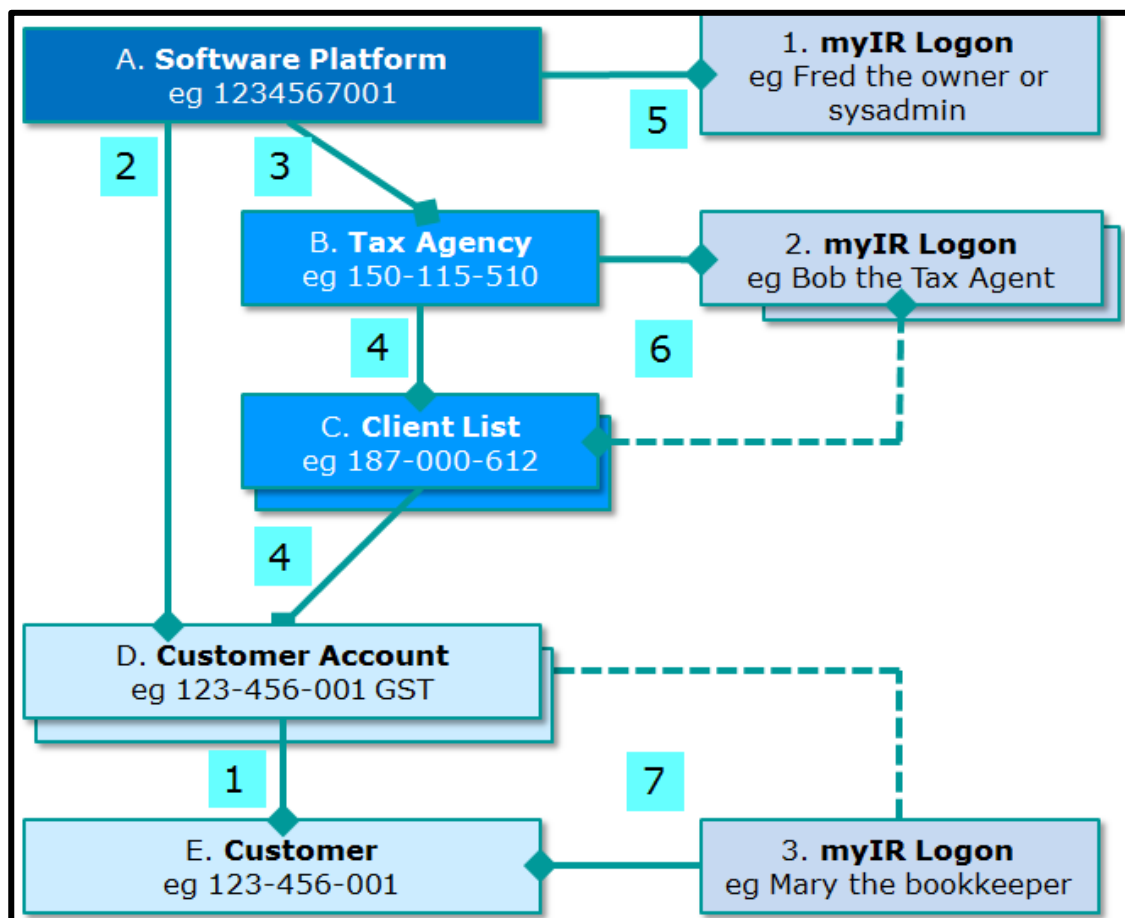 A. Software Platform
eg 1234567001
1. myIR Logon
eg Fred the owner or
sysadmin
5
2
3
B. Tax Agency
eg 150-115-510
2. myIR Logon
eg Bob the Tax Agent
4
6
C. Client List
eg 187-000-612
4
D. Customer Account
eg 123-456-001 GST
1
7
E. Customer
eg 123-456-001
3. myIR Logon
eg Mary the bookkeeper